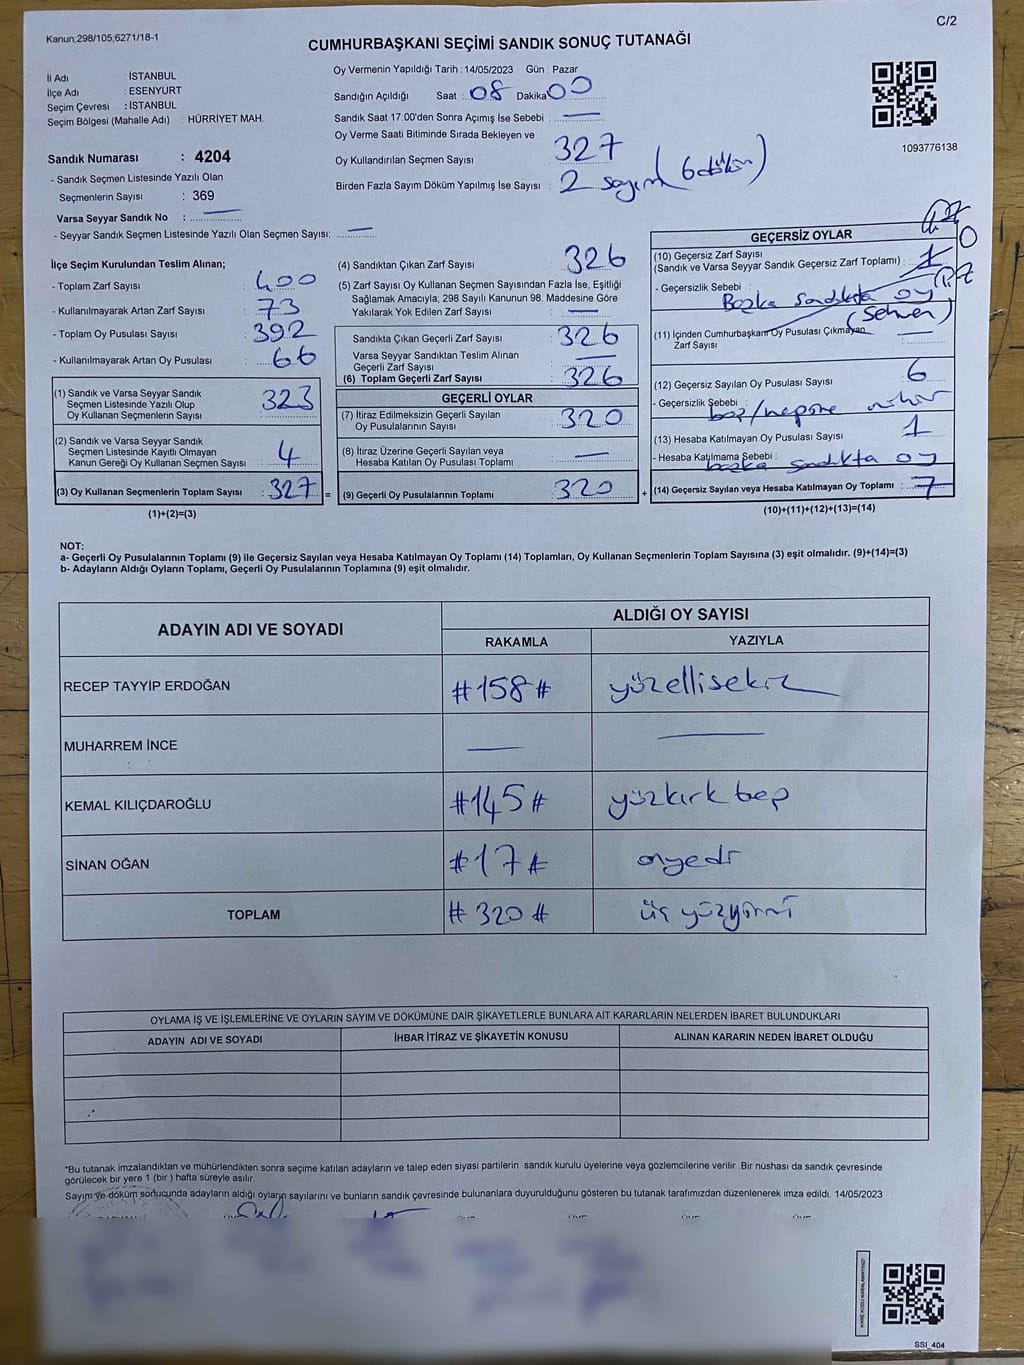 C/2
Kanun;298/105;6271/18-1
CUMHURBAŞKANI SEÇİMİ SANDIK SONUÇ TUTANAĞI
İl Adı : İSTANBUL
İlçe Adı : ESENYURT
Seçim Çevresi : İSTANBUL
Seçim Bölgesi (Mahalle Adı) : HÜRRİYET MAH.
Sandık Numarası : 4204
- Sandık Seçmen Listesinde Yazılı Olan
Seçmenlerin Sayısı : 369
Varsa Seyyar Sandık No : —
- Seyyar Sandık Seçmen Listesinde Yazılı Olan Seçmen Sayısı: —
Oy Vermenin Yapıldığı Tarih : 14/05/2023 Gün : Pazar
Sandığın Açıldığı Saat : 08 Dakika 00
Sandık Saat 17:00'den Sonra Açımış İse Sebebi : —
Oy Verme Saati Bitiminde Sırada Bekleyen ve
Oy Kullandırılan Seçmen Sayısı : 327
Birden Fazla Sayım Döküm Yapılmış İse Sayısı : 2 sayım (6 döküm)
1093776138
İlçe Seçim Kurulundan Teslim Alınan;
- Toplam Zarf Sayısı : 400
- Kullanılmayarak Artan Zarf Sayısı : 73
- Toplam Oy Pusulası Sayısı : 392
- Kullanılmayarak Artan Oy Pusulası : 66
(1) Sandık ve Varsa Seyyar Sandık
Seçmen Listesinde Yazılı Olup
Oy Kullanan Seçmenlerin Sayısı : 323
(2) Sandık ve Varsa Seyyar Sandık
Seçmen Listesinde Kayıtlı Olmayan
Kanun Gereği Oy Kullanan Seçmen Sayısı : 4
(3) Oy Kullanan Seçmenlerin Toplam Sayısı : 327 =
(1)+(2)=(3)
(4) Sandıktan Çıkan Zarf Sayısı : 326
(5) Zarf Sayısı Oy Kullanan Seçmen Sayısından Fazla İse, Eşitliği
Sağlamak Amacıyla, 298 Sayılı Kanunun 98. Maddesine Göre
Yakılarak Yok Edilen Zarf Sayısı : —
Sandıkta Çıkan Geçerli Zarf Sayısı : 326
Varsa Seyyar Sandıktan Teslim Alınan
Geçerli Zarf Sayısı : —
(6) Toplam Geçerli Zarf Sayısı : 326
GEÇERLİ OYLAR
(7) İtiraz Edilmeksizin Geçerli Sayılan
Oy Pusulalarının Sayısı : 320
(8) İtiraz Üzerine Geçerli Sayılan veya
Hesaba Katılan Oy Pusulası Toplamı : —
(9) Geçerli Oy Pusulalarının Toplamı : 320 +
GEÇERSİZ OYLAR
(10) Geçersiz Zarf Sayısı
(Sandık ve Varsa Seyyar Sandık Geçersiz Zarf Toplamı) : 1 0
- Geçersizlik Sebebi : Başka sandıkta oy
(sehven)
(11) İçinden Cumhurbaşkanı Oy Pusulası Çıkmayan
Zarf Sayısı : —
(12) Geçersiz Sayılan Oy Pusulası Sayısı : 6
- Geçersizlik Sebebi : boş/hepsine mühür
(13) Hesaba Katılmayan Oy Pusulası Sayısı : 1
- Hesaba Katılmama Sebebi : başka sandıkta oy
(14) Geçersiz Sayılan veya Hesaba Katılmayan Oy Toplamı : 7
(10)+(11)+(12)+(13)=(14)
NOT:
a- Geçerli Oy Pusulalarının Toplamı (9) ile Geçersiz Sayılan veya Hesaba Katılmayan Oy Toplamı (14) Toplamları, Oy Kullanan Seçmenlerin Toplam Sayısına (3) eşit olmalıdır. (9)+(14)=(3)
b- Adayların Aldığı Oyların Toplamı, Geçerli Oy Pusulalarının Toplamına (9) eşit olmalıdır.
ADAYIN ADI VE SOYADI ALDIĞI OY SAYISI
RAKAMLA YAZIYLA
RECEP TAYYİP ERDOĞAN #158# yüzellisekiz
MUHARREM İNCE — —
KEMAL KILIÇDAROĞLU #145# yüzkırk beş
SİNAN OĞAN #17# onyedi
TOPLAM #320# üç yüzyirmi
OYLAMA İŞ VE İŞLEMLERİNE VE OYLARIN SAYIM VE DÖKÜMÜNE DAİR ŞİKAYETLERLE BUNLARA AİT KARARLARIN NELERDEN İBARET BULUNDUKLARI
ADAYIN ADI VE SOYADI İHBAR İTİRAZ VE ŞİKAYETİN KONUSU ALINAN KARARIN NEDEN İBARET OLDUĞU
*Bu tutanak imzalandıktan ve mühürlendikten sonra seçime katılan adayların ve talep eden siyasi partilerin sandık kurulu üyelerine veya gözlemcilerine verilir. Bir nüshası da sandık çevresinde
görülecek bir yere 1 (bir ) hafta süreyle asılır.
Sayım ve döküm sonucunda adayların aldığı oyların sayılarını ve bunların sandık çevresinde bulunanlara duyurulduğunu gösteren bu tutanak tarafımızdan düzenlenerek imza edildi. 14/05/2023
SSI_404